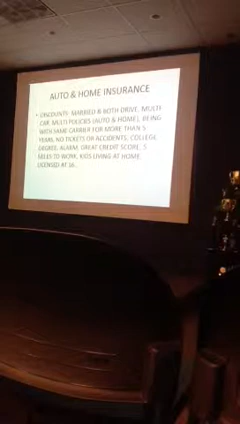 AUTO & HOME INSURANCE
• DISCOUNTS: MARRIED & BOTH DRIVE, MULTI
CAR, MULTI POLICIES (AUTO & HOME), BEING
WITH SAME CARRIER FOR MORE THAN 5
YEARS, NO TICKETS OR ACCIDENTS, COLLEGE
DEGREE, ALARM, GREAT CREDIT SCORE, 5
MILES TO WORK, KIDS LIVING AT HOME
LICENSED AT 16..